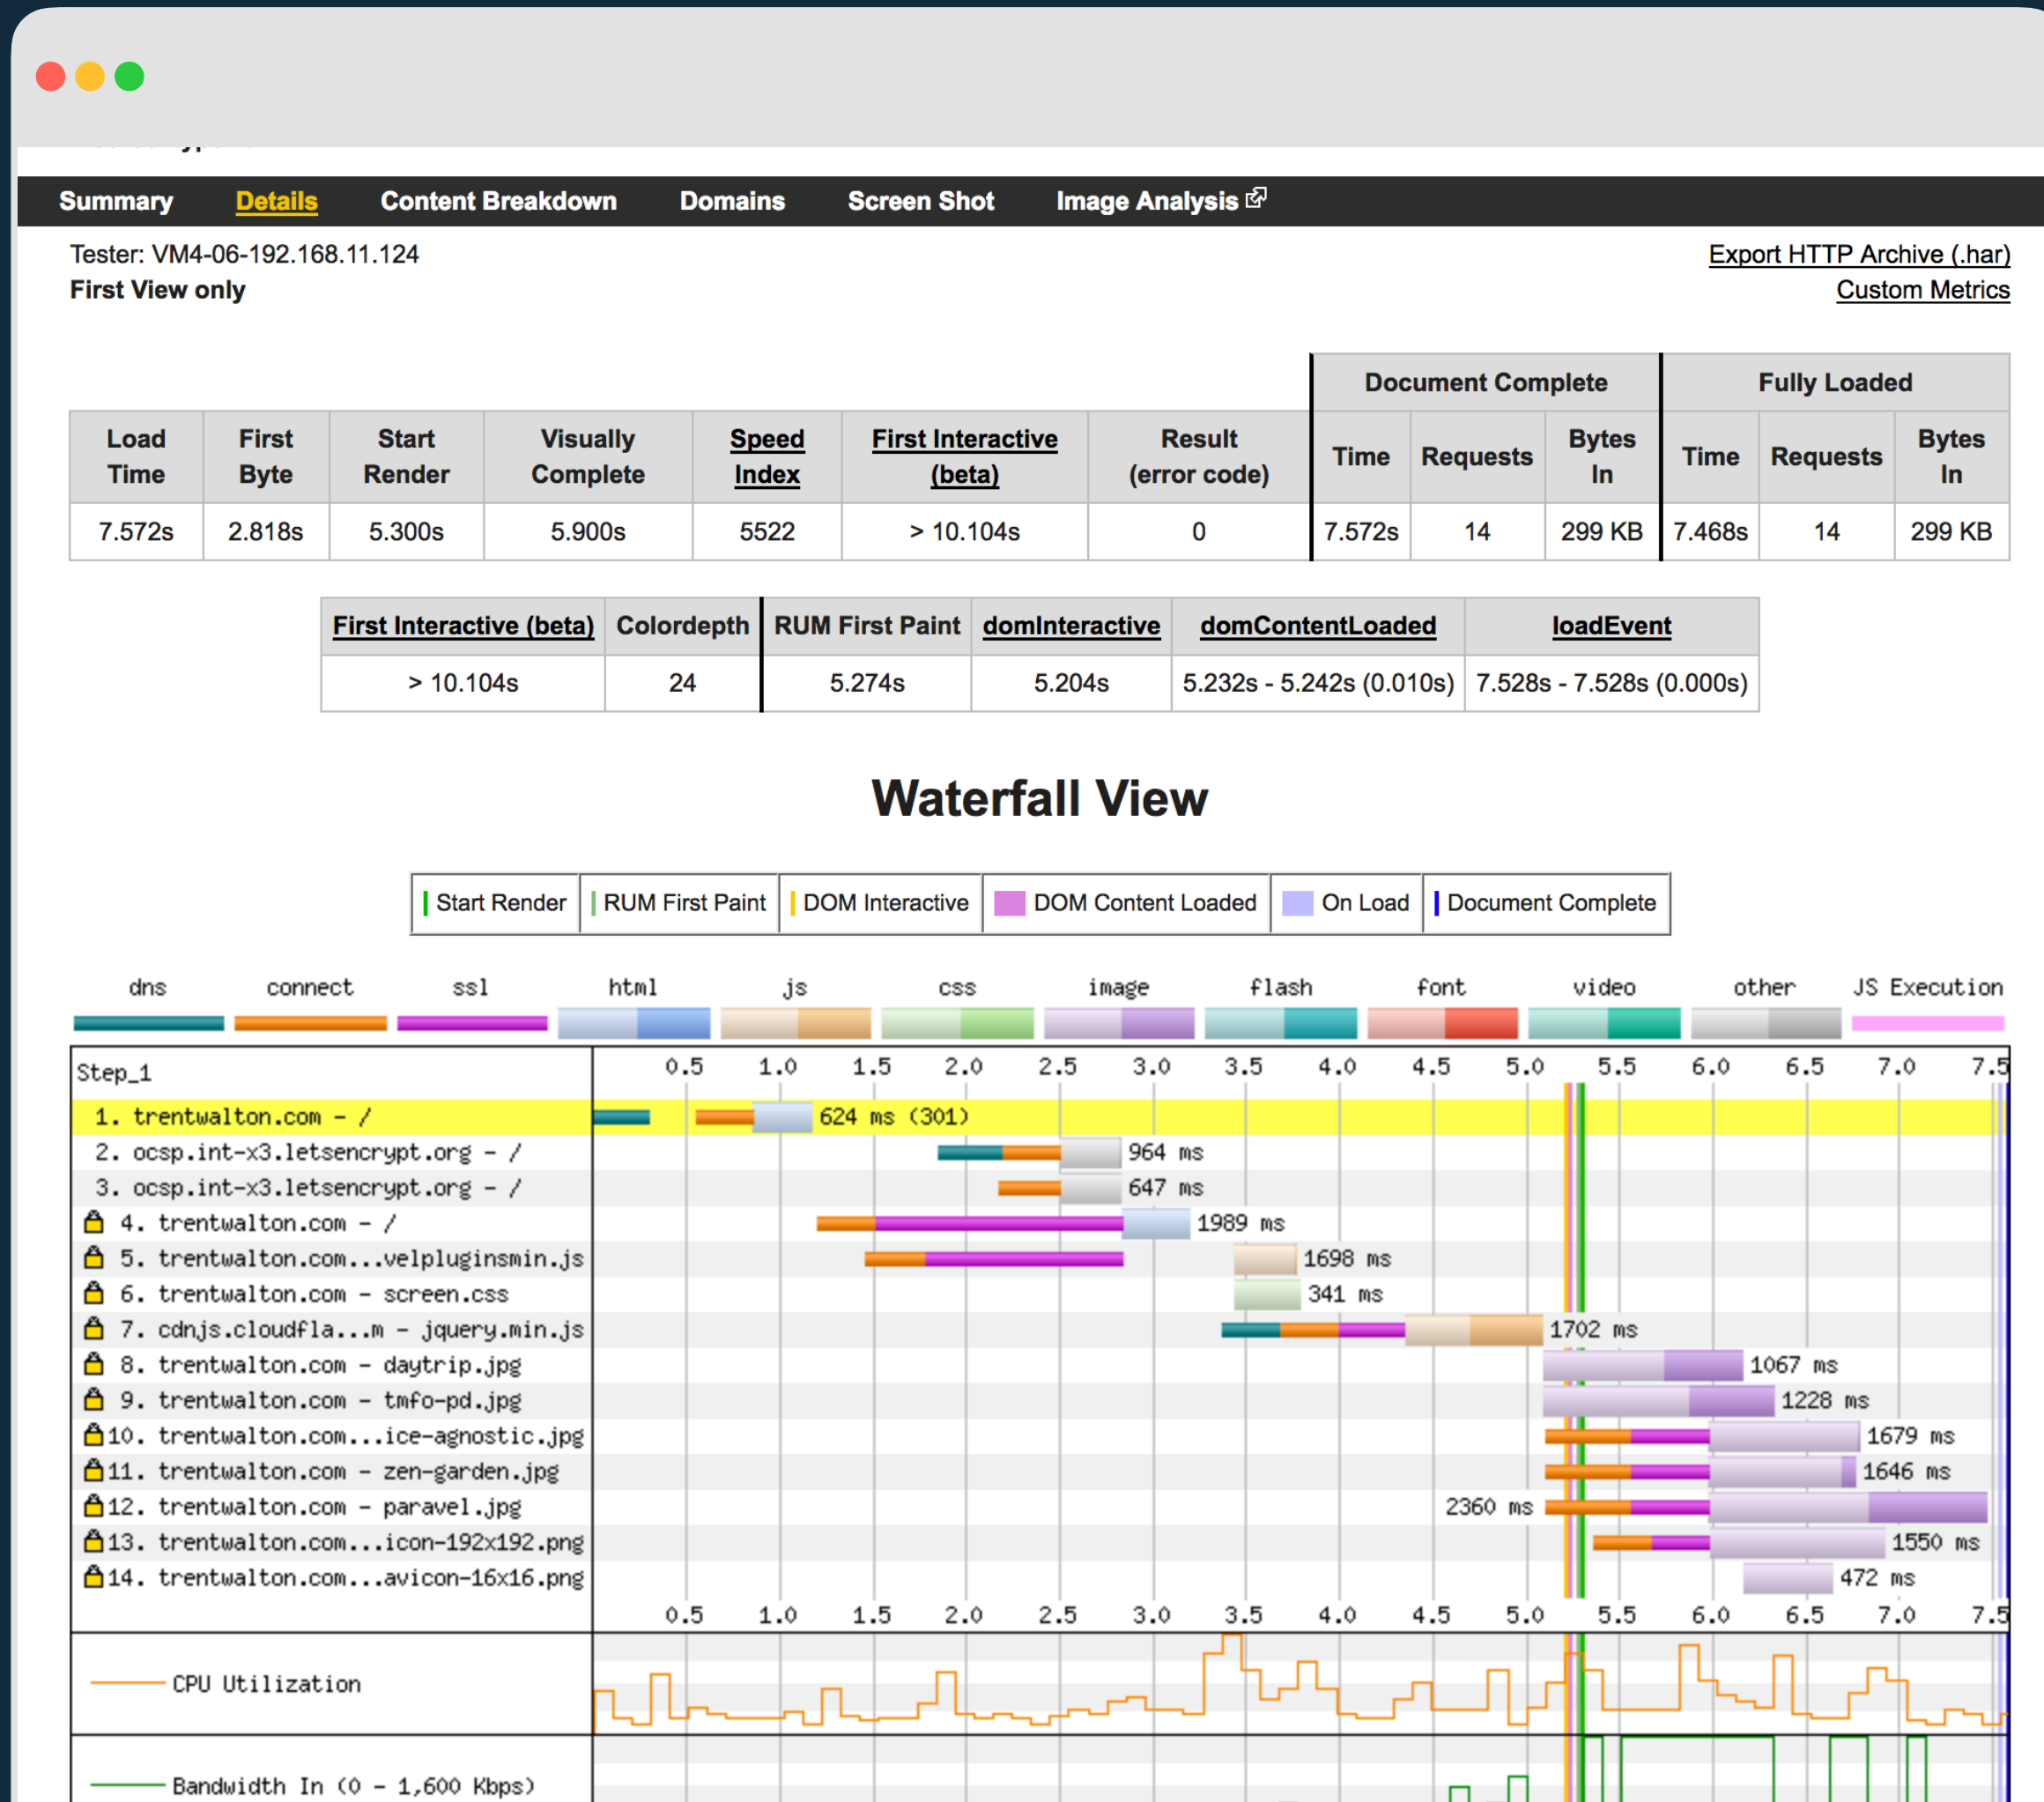 Summary Details Content Breakdown Domains Screen Shot Image Analysis
Tester: VM4-06-192.168.11.124 Export HTTP Archive (.har)
First View only Custom Metrics
Document Complete Fully Loaded
Load Time First Byte Start Render Visually Complete Speed Index First Interactive (beta) Result (error code) Time Requests Bytes In Time Requests Bytes In
7.572s 2.818s 5.300s 5.900s 5522 > 10.104s 0 7.572s 14 299 KB 7.468s 14 299 KB
First Interactive (beta) Colordepth RUM First Paint domInteractive domContentLoaded loadEvent
> 10.104s 24 5.274s 5.204s 5.232s - 5.242s (0.010s) 7.528s - 7.528s (0.000s)
Waterfall View
Start Render RUM First Paint DOM Interactive DOM Content Loaded On Load Document Complete
dns connect ssl html js css image flash font video other JS Execution
Step_1 0.5 1.0 1.5 2.0 2.5 3.0 3.5 4.0 4.5 5.0 5.5 6.0 6.5 7.0 7.5
1. trentwalton.com - / 624 ms (301)
2. ocsp.int-x3.letsencrypt.org - / 964 ms
3. ocsp.int-x3.letsencrypt.org - / 647 ms
4. trentwalton.com - / 1989 ms
5. trentwalton.com...velpluginsmin.js 1698 ms
6. trentwalton.com - screen.css 341 ms
7. cdnjs.cloudfla...m - jquery.min.js 1702 ms
8. trentwalton.com - daytrip.jpg 1067 ms
9. trentwalton.com - tmfo-pd.jpg 1228 ms
10. trentwalton.com...ice-agnostic.jpg 1679 ms
11. trentwalton.com - zen-garden.jpg 1646 ms
12. trentwalton.com - paravel.jpg 2360 ms
13. trentwalton.com...icon-192x192.png 1550 ms
14. trentwalton.com...avicon-16x16.png 472 ms
0.5 1.0 1.5 2.0 2.5 3.0 3.5 4.0 4.5 5.0 5.5 6.0 6.5 7.0 7.5
CPU Utilization
Bandwidth In (0 - 1,600 Kbps)